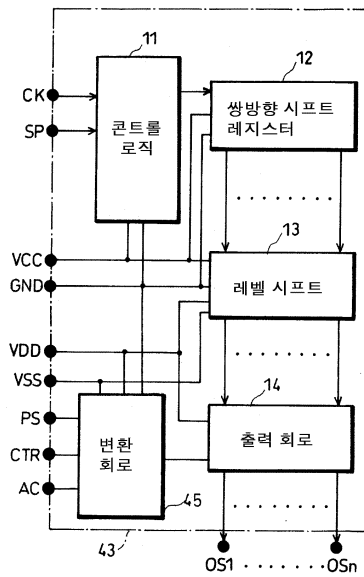 11
12
CK
SP
콘트롤
로직
쌍방향 시프트
레지스터
13
VCC
GND
레벨 시프트
VDD
VSS
14
PS
CTR
AC
변환
회로
출력 회로
45
43
OS1
OSn